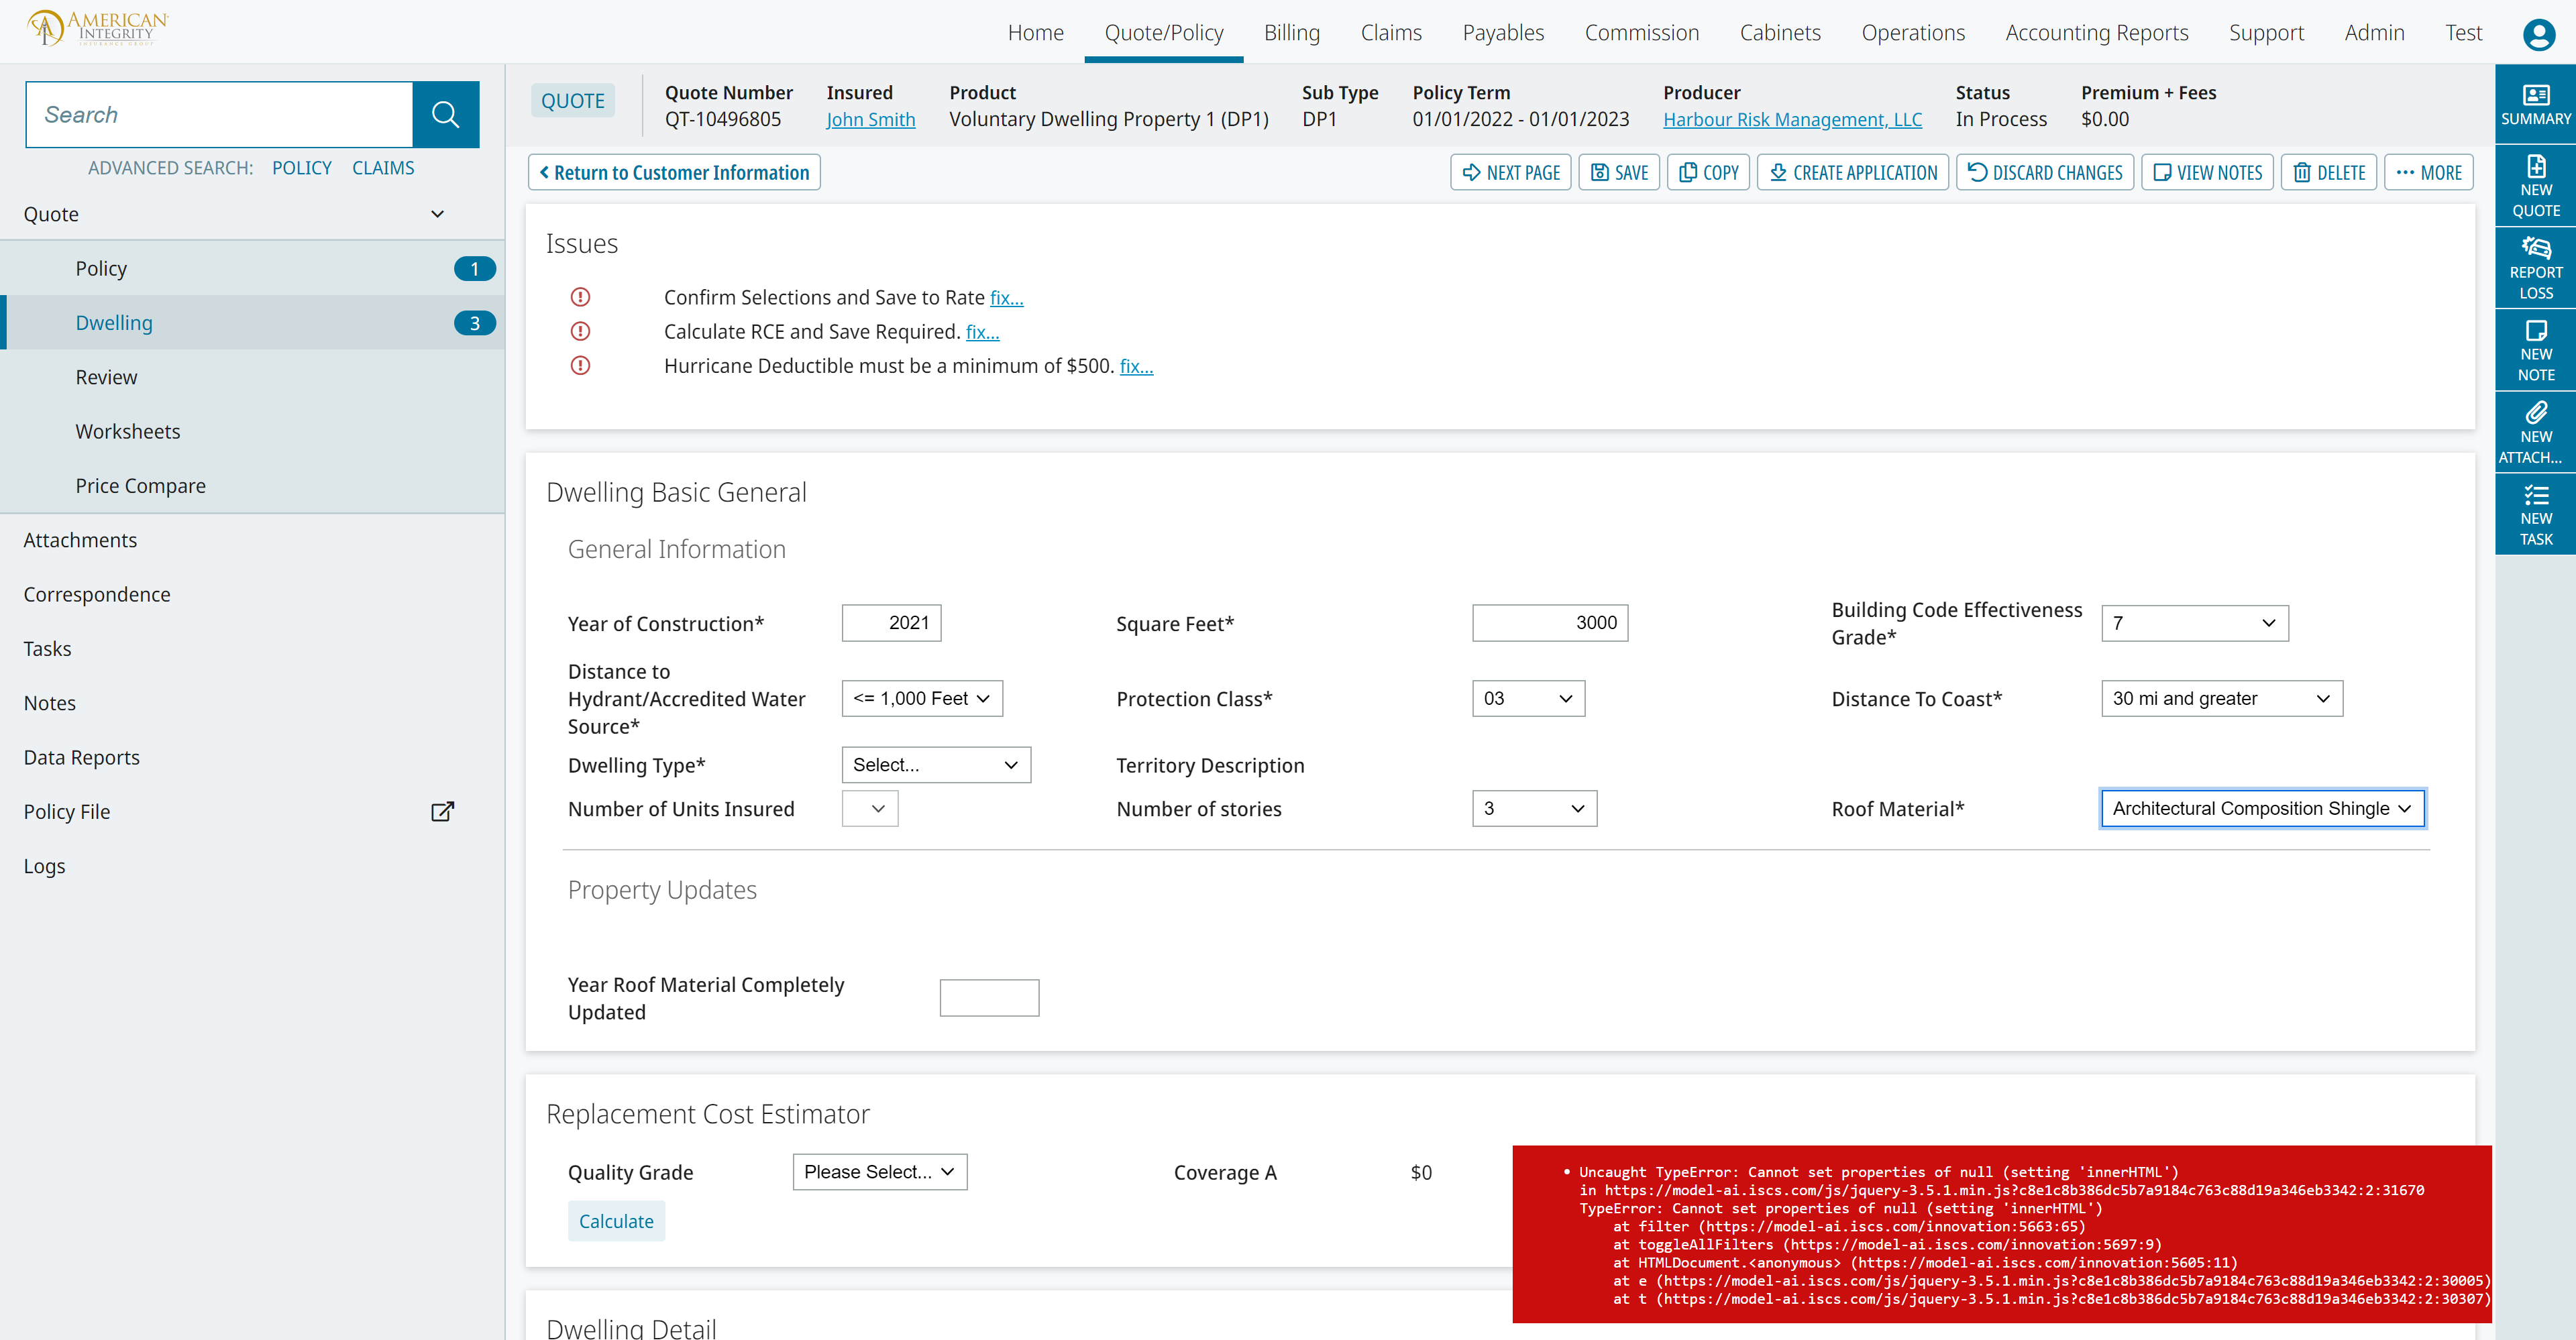 AMERICAN
INTEGRITY
INSURANCE GROUP
Home
Quote/Policy
Billing
Claims
Payables
Commission
Cabinets
Operations
Accounting Reports
Support
Admin
Test
Search
ADVANCED SEARCH: POLICY CLAIMS
Quote
Policy 1
Dwelling 3
Review
Worksheets
Price Compare
Attachments
Correspondence
Tasks
Notes
Data Reports
Policy File
Logs
QUOTE
Quote Number
QT-10496805
Insured
John Smith
Product
Voluntary Dwelling Property 1 (DP1)
Sub Type
DP1
Policy Term
01/01/2022 - 01/01/2023
Producer
Harbour Risk Management, LLC
Status
In Process
Premium + Fees
$0.00
Return to Customer Information
NEXT PAGE
SAVE
COPY
CREATE APPLICATION
DISCARD CHANGES
VIEW NOTES
DELETE
MORE
Issues
Confirm Selections and Save to Rate fix...
Calculate RCE and Save Required. fix...
Hurricane Deductible must be a minimum of $500. fix...
Dwelling Basic General
General Information
Year of Construction* 2021
Square Feet* 3000
Building Code Effectiveness
Grade*
7
Distance to
Hydrant/Accredited Water
Source*
<= 1,000 Feet
Protection Class* 03
Distance To Coast* 30 mi and greater
Dwelling Type* Select...
Territory Description
Number of Units Insured
Number of stories 3
Roof Material* Architectural Composition Shingle
Property Updates
Year Roof Material Completely
Updated
Replacement Cost Estimator
Quality Grade Please Select...
Coverage A $0
Calculate
Dwelling Detail
• Uncaught TypeError: Cannot set properties of null (setting 'innerHTML')
in https://model-ai.iscs.com/js/jquery-3.5.1.min.js?c8e1c8b386dc5b7a9184c763c88d19a346eb3342:2:31670
TypeError: Cannot set properties of null (setting 'innerHTML')
at filter (https://model-ai.iscs.com/innovation:5663:65)
at toggleAllFilters (https://model-ai.iscs.com/innovation:5697:9)
at HTMLDocument.<anonymous> (https://model-ai.iscs.com/innovation:5605:11)
at e (https://model-ai.iscs.com/js/jquery-3.5.1.min.js?c8e1c8b386dc5b7a9184c763c88d19a346eb3342:2:30005)
at t (https://model-ai.iscs.com/js/jquery-3.5.1.min.js?c8e1c8b386dc5b7a9184c763c88d19a346eb3342:2:30307)
SUMMARY
NEW
QUOTE
REPORT
LOSS
NEW
NOTE
NEW
ATTACH...
NEW
TASK